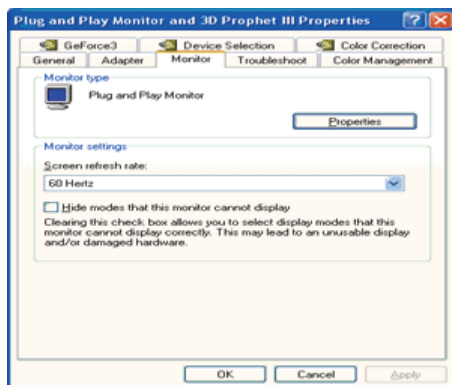 Plug and Play Monitor and 3D Prophet III Properties
GeForce3 Device Selection Color Correction
General Adapter Monitor Troubleshoot Color Management
Monitor type
Plug and Play Monitor
Properties
Monitor settings
Screen refresh rate:
60 Hertz
Hide modes that this monitor cannot display
Clearing this check box allows you to select display modes that this
monitor cannot display correctly. This may lead to an unusable display
and/or damaged hardware.
OK Cancel Apply